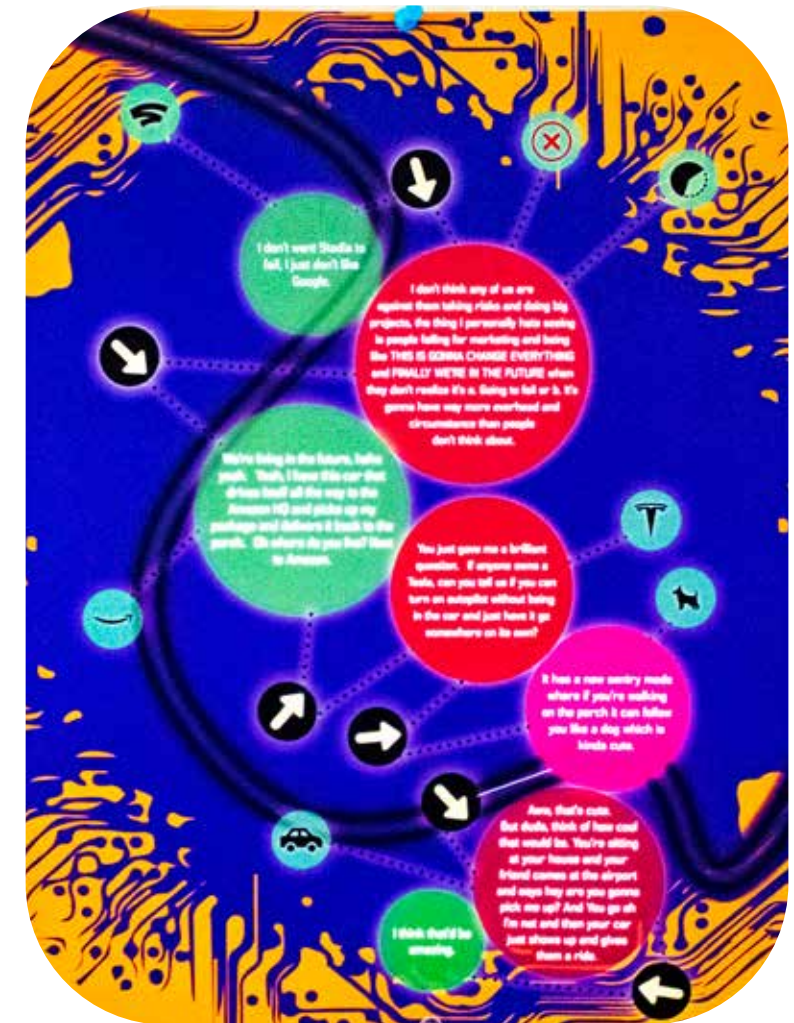 I don't want Stadia to
fail, I just don't like
Google.
I don't think any of us are
against them taking risks and doing big
projects, the thing I personally hate seeing
is people falling for marketing and being
like THIS IS GONNA CHANGE EVERYTHING
and FINALLY WE'RE IN THE FUTURE when
they don't realize it's a. Going to fail or b. It's
gonna have way more overhead and
circumstance than people
don't think about.
We're living in the future, haha
yeah. Yeah, I have this car that
drives itself all the way to the
Amazon HQ and picks up my
package and delivers it back to the
porch. Oh where do you live? Next
to Amazon.
You just gave me a brilliant
question. If anyone owns a
Tesla, can you tell us if you can
turn on autopilot without being
in the car and just have it go
somewhere on its own?
It has a new sentry mode
where if you're walking
on the porch it can follow
you like a dog which is
kinda cute.
Aww, that's cute.
But dude, think of how cool
that would be. You're sitting
at your house and your
friend comes at the airport
and says hey are you gonna
pick me up? And You go oh
I'm not and then your car
just shows up and gives
them a ride.
I think that'd be
amazing.